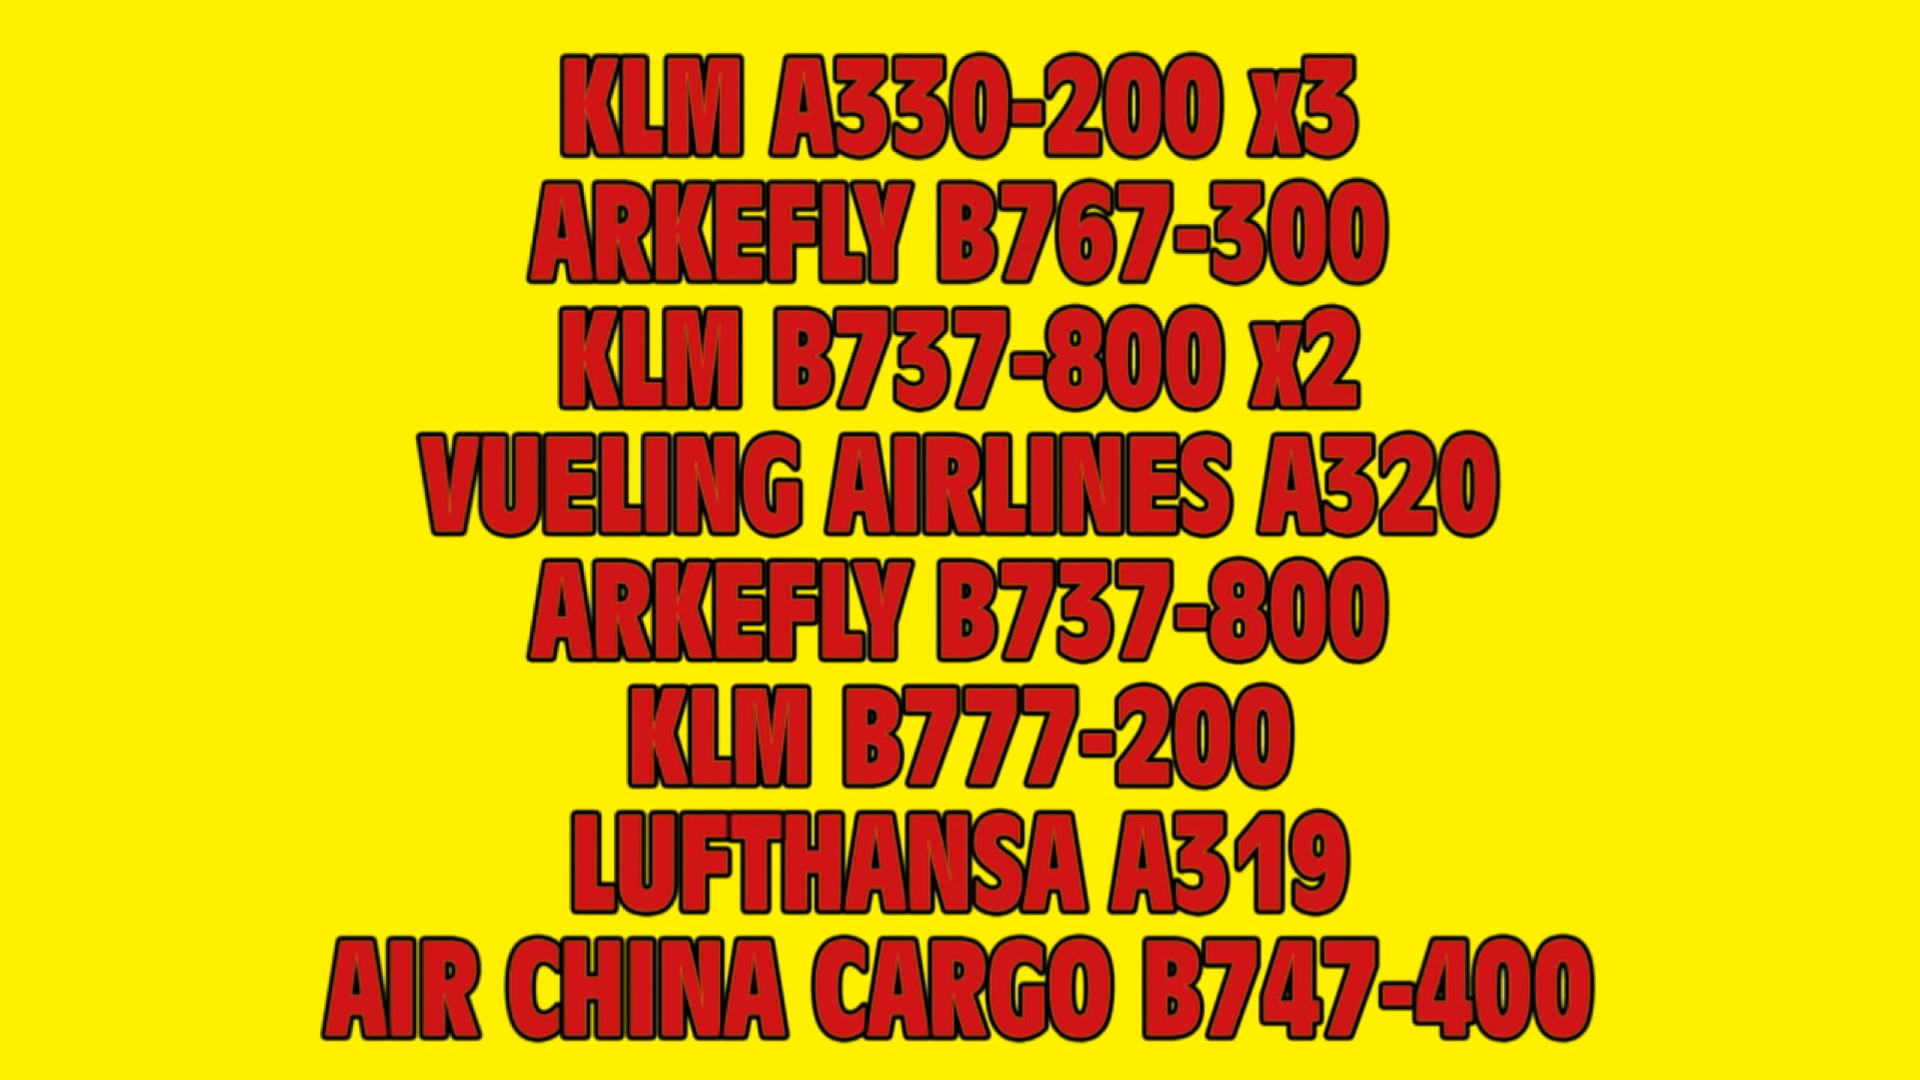 KLM A330-200 x3
ARKEFLY B767-300
KLM B737-800 x2
VUELING AIRLINES A320
ARKEFLY B737-800
KLM B777-200
LUFTHANSA A319
AIR CHINA CARGO B747-400